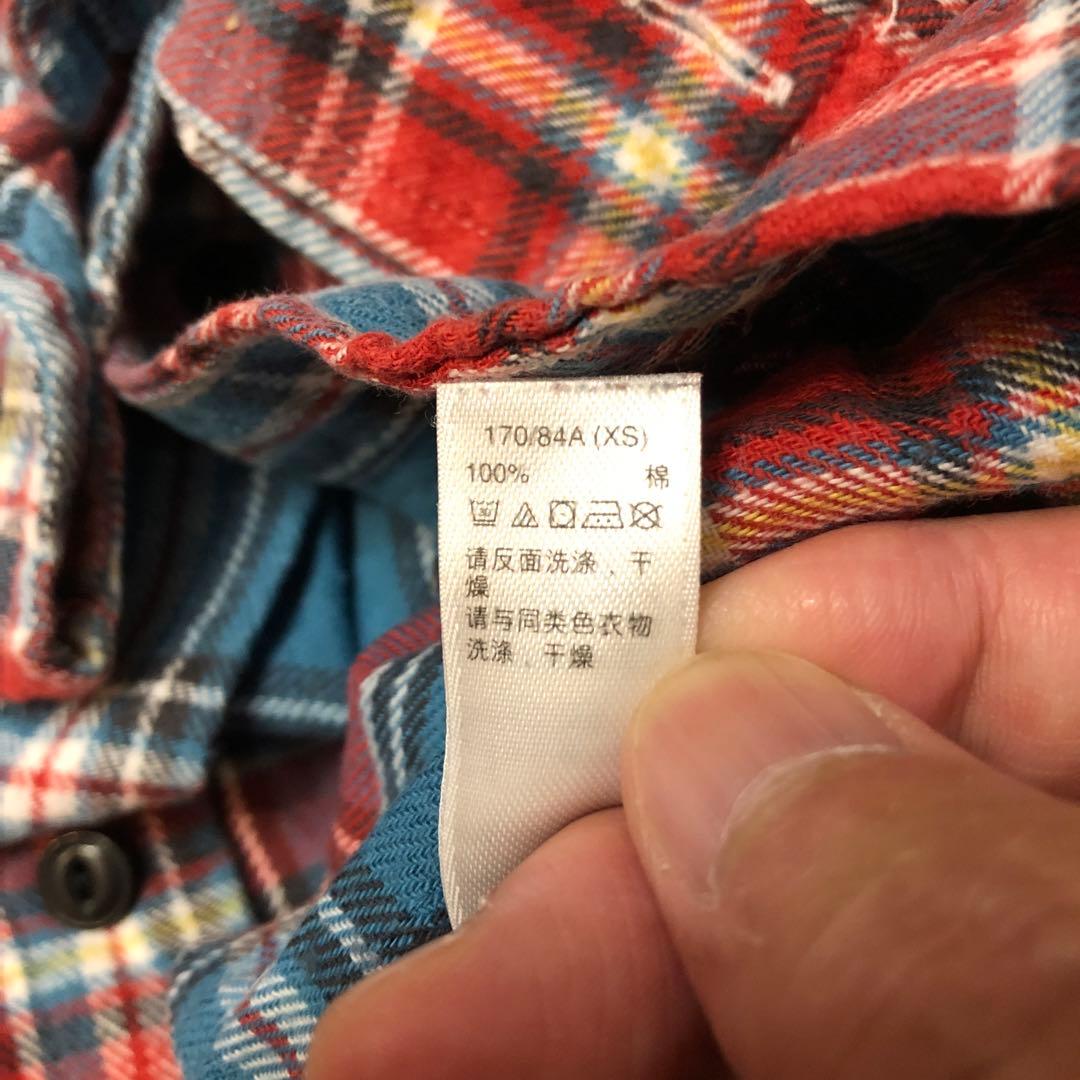 170/84A (XS)
100% 棉
请反面洗涤、干
燥
请与同类色衣物
洗涤、干燥